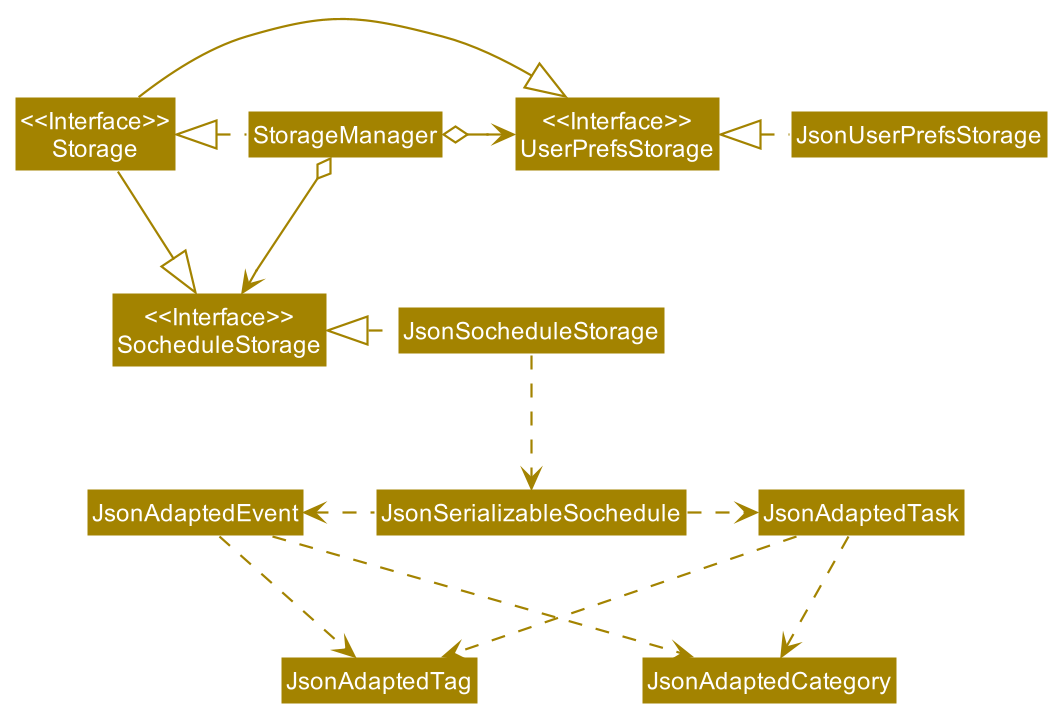 <<Interface>>
Storage
StorageManager
<<Interface>>
UserPrefsStorage
JsonUserPrefsStorage
<<Interface>>
SocheduleStorage
JsonSocheduleStorage
JsonAdaptedEvent
JsonSerializableSochedule
JsonAdaptedTask
JsonAdaptedTag
JsonAdaptedCategory